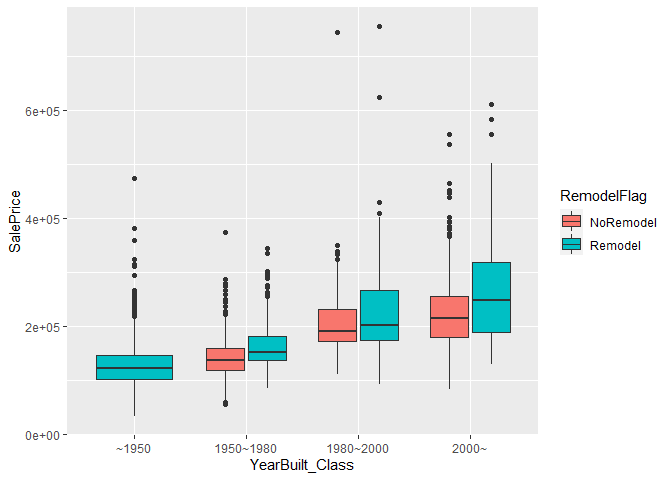 6e+05
4e+05
2e+05
0e+00
SalePrice
~1950
1950~1980
1980~2000
2000~
YearBuilt_Class
RemodelFlag
NoRemodel
Remodel